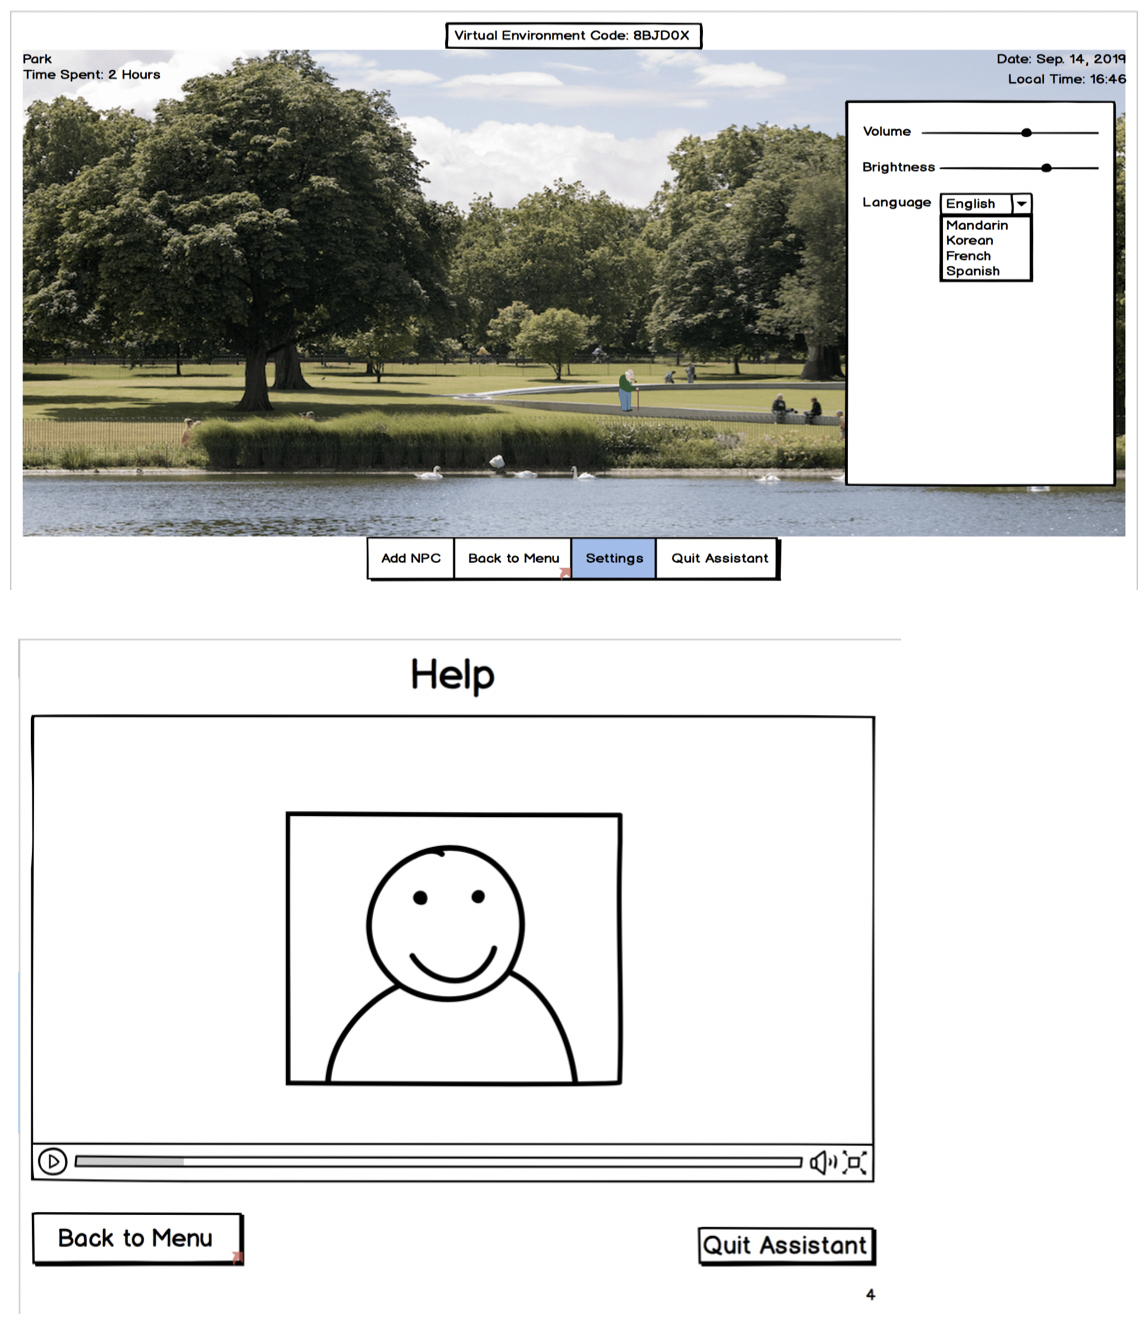 Virtual Environment Code: 8BJD0X
Park
Time Spent: 2 Hours
Date: Sep. 14, 2019
Local Time: 16:46
Volume
Brightness
Language English
Mandarin
Korean
French
Spanish
Add NPC Back to Menu Settings Quit Assistant
Help
Back to Menu
Quit Assistant
4